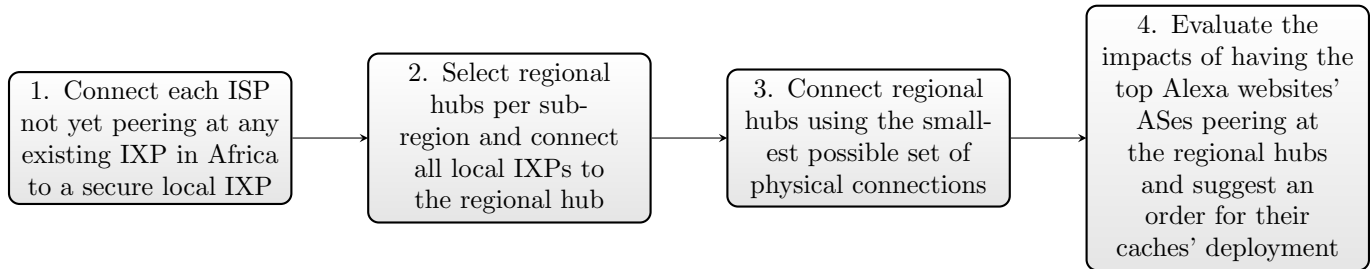 1. Connect each ISP
not yet peering at any
existing IXP in Africa
to a secure local IXP
2. Select regional
hubs per sub-
region and connect
all local IXPs to
the regional hub
3. Connect regional
hubs using the small-
est possible set of
physical connections
4. Evaluate the
impacts of having the
top Alexa websites'
ASes peering at
the regional hubs
and suggest an
order for their
caches' deployment